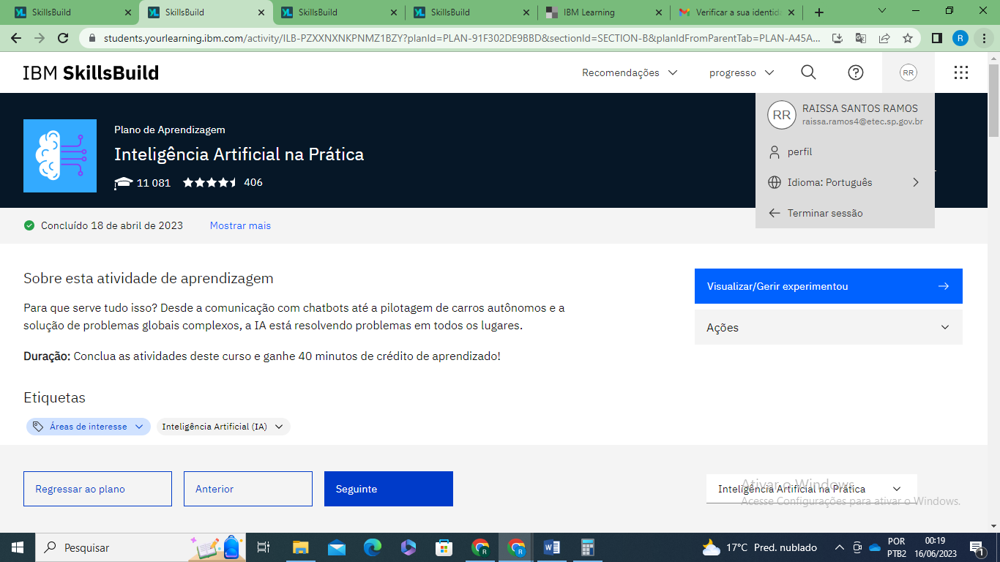 SkillsBuild
SkillsBuild
SkillsBuild
SkillsBuild
IBM Learning
Verificar a sua identida
students.yourlearning.ibm.com/activity/ILB-PZXXNXNKPNMZ1BZY?planId=PLAN-91F302DE9BBD&sectionId=SECTION-B&planIdFromParentTab=PLAN-A45A...
R
IBM SkillsBuild
Recomendações
progresso
RR
RR
RAISSA SANTOS RAMOS
raissa.ramos4@etec.sp.gov.br
perfil
Idioma: Português
Terminar sessão
Plano de Aprendizagem
Inteligência Artificial na Prática
11 081
406
Concluído 18 de abril de 2023
Mostrar mais
Sobre esta atividade de aprendizagem
Para que serve tudo isso? Desde a comunicação com chatbots até a pilotagem de carros autônomos e a
solução de problemas globais complexos, a IA está resolvendo problemas em todos os lugares.
Duração: Conclua as atividades deste curso e ganhe 40 minutos de crédito de aprendizado!
Visualizar/Gerir experimentou
Ações
Etiquetas
Áreas de interesse
Inteligência Artificial (IA)
Regressar ao plano
Anterior
Seguinte
Inteligência Artificial na Prática
Ativar o Windows
Acesse Configurações para ativar o Windows.
Pesquisar
17°C Pred. nublado
POR
PTB2
00:19
16/06/2023
1